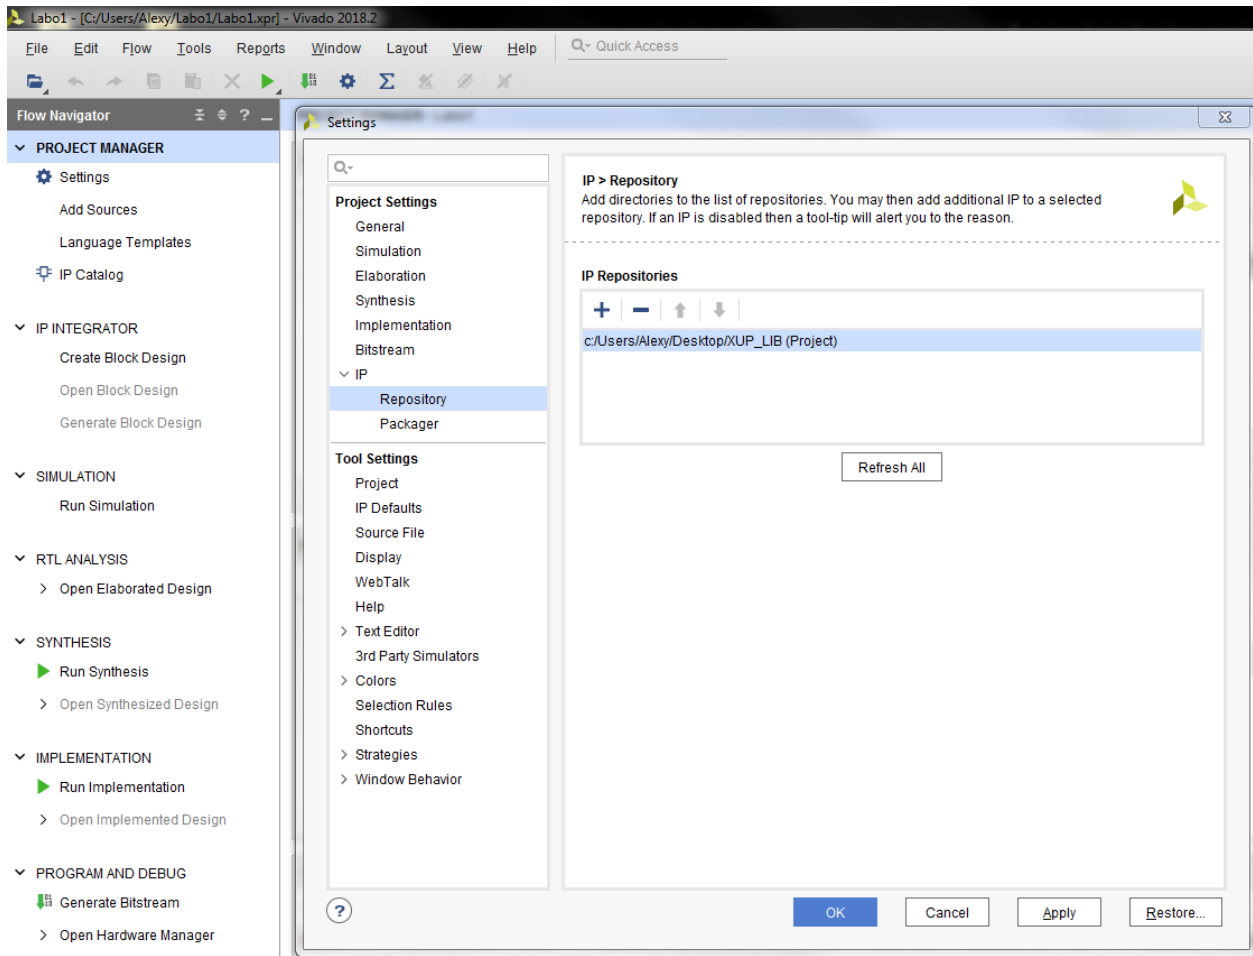 Labo1 - [C:/Users/Alexy/Labo1/Labo1.xpr] - Vivado 2018.2
File Edit Flow Tools Reports Window Layout View Help Quick Access
Flow Navigator
PROJECT MANAGER
Settings
Add Sources
Language Templates
IP Catalog
IP INTEGRATOR
Create Block Design
Open Block Design
Generate Block Design
SIMULATION
Run Simulation
RTL ANALYSIS
Open Elaborated Design
SYNTHESIS
Run Synthesis
Open Synthesized Design
IMPLEMENTATION
Run Implementation
Open Implemented Design
PROGRAM AND DEBUG
Generate Bitstream
Open Hardware Manager
Settings
Project Settings
General
Simulation
Elaboration
Synthesis
Implementation
Bitstream
IP
Repository
Packager
Tool Settings
Project
IP Defaults
Source File
Display
WebTalk
Help
Text Editor
3rd Party Simulators
Colors
Selection Rules
Shortcuts
Strategies
Window Behavior
IP > Repository
Add directories to the list of repositories. You may then add additional IP to a selected
repository. If an IP is disabled then a tool-tip will alert you to the reason.
IP Repositories
c:/Users/Alexy/Desktop/XUP_LIB (Project)
Refresh All
OK Cancel Apply Restore...